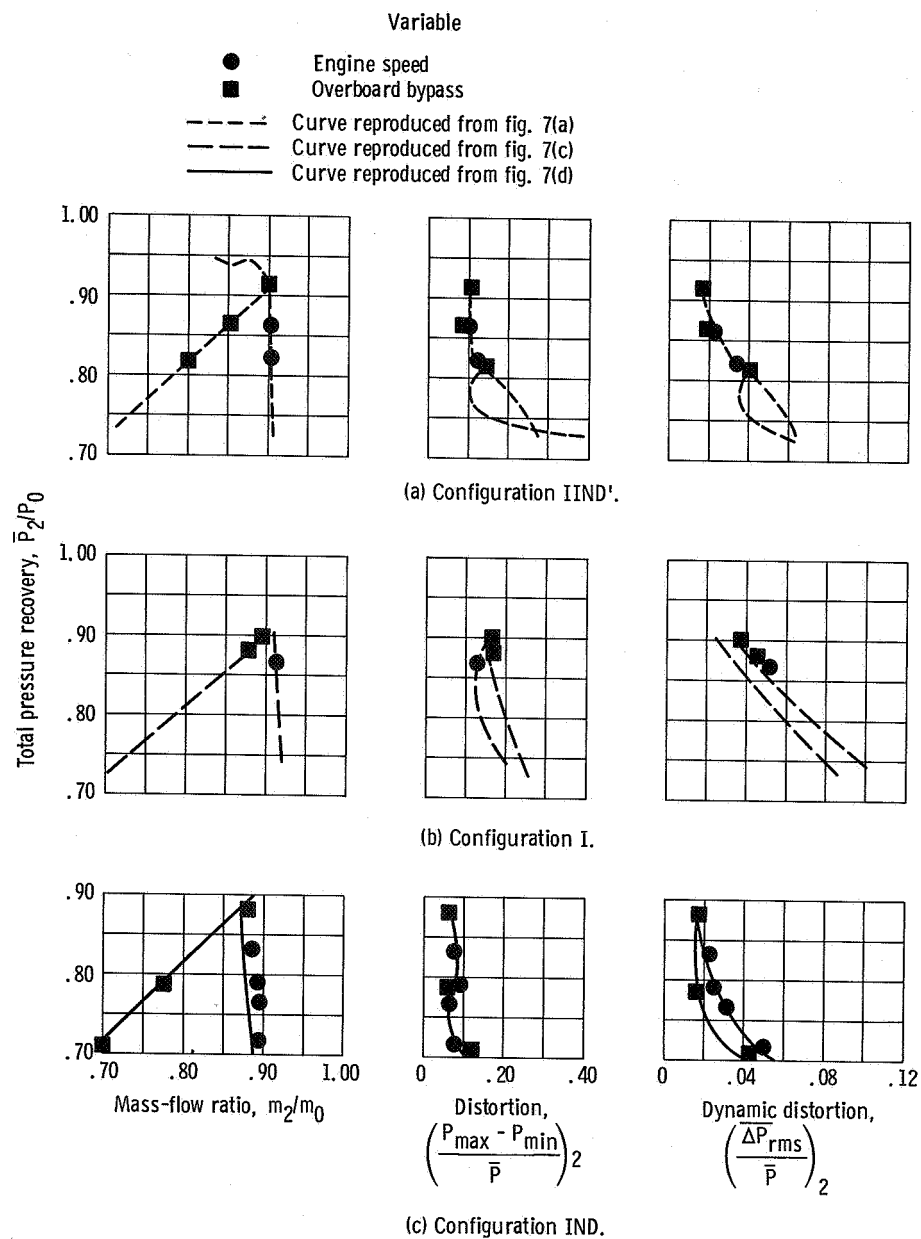 Variable
Engine speed
Overboard bypass
Curve reproduced from fig. 7(a)
Curve reproduced from fig. 7(c)
Curve reproduced from fig. 7(d)
Total pressure recovery, P̅2/P0
1.00
.90
.80
.70
(a) Configuration IIND'.
1.00
.90
.80
.70
(b) Configuration I.
.90
.80
.70
.70 .80 .90 1.00
0 .20 .40
0 .04 .08 .12
Mass-flow ratio, m2/m0
Distortion,
(Pmax - Pmin / P̅)2
Dynamic distortion,
(Δ̅P̅rms / P̅)2
(c) Configuration IND.